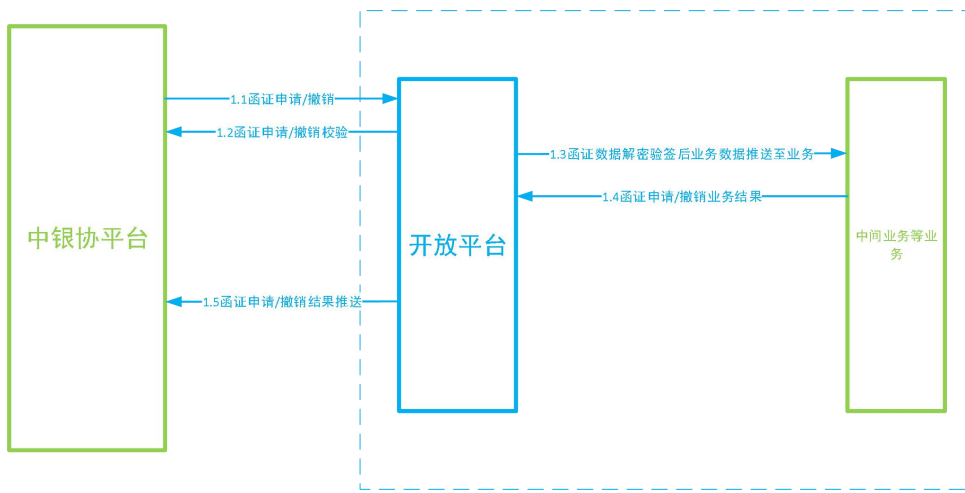 1.1函证申请/撤销
1.2函证申请/撤销校验
1.3函证数据解密验签后业务数据推送至业务
1.4函证申请/撤销业务结果
中银协平台
开放平台
中间业务等业
务
1.5函证申请/撤销结果推送